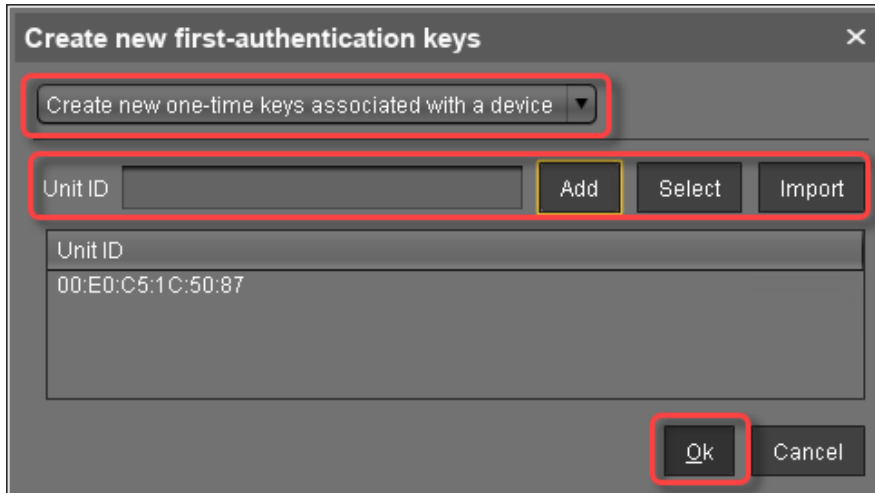 Create new first-authentication keys
Create new one-time keys associated with a device
Unit ID Add Select Import
Unit ID
00:E0:C5:1C:50:87
Ok Cancel